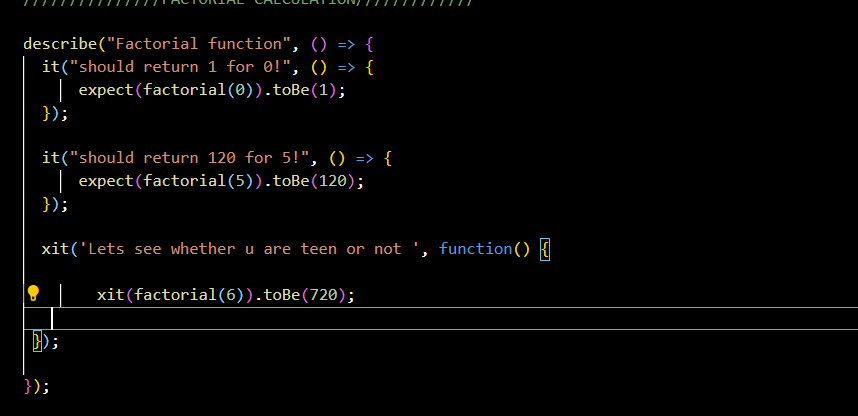 ///////////////FACTORIAL CALCULATION/////////////
describe("Factorial function", () => {
it("should return 1 for 0!", () => {
expect(factorial(0)).toBe(1);
});
it("should return 120 for 5!", () => {
expect(factorial(5)).toBe(120);
});
xit('Lets see whether u are teen or not ', function() {
xit(factorial(6)).toBe(720);
});
});